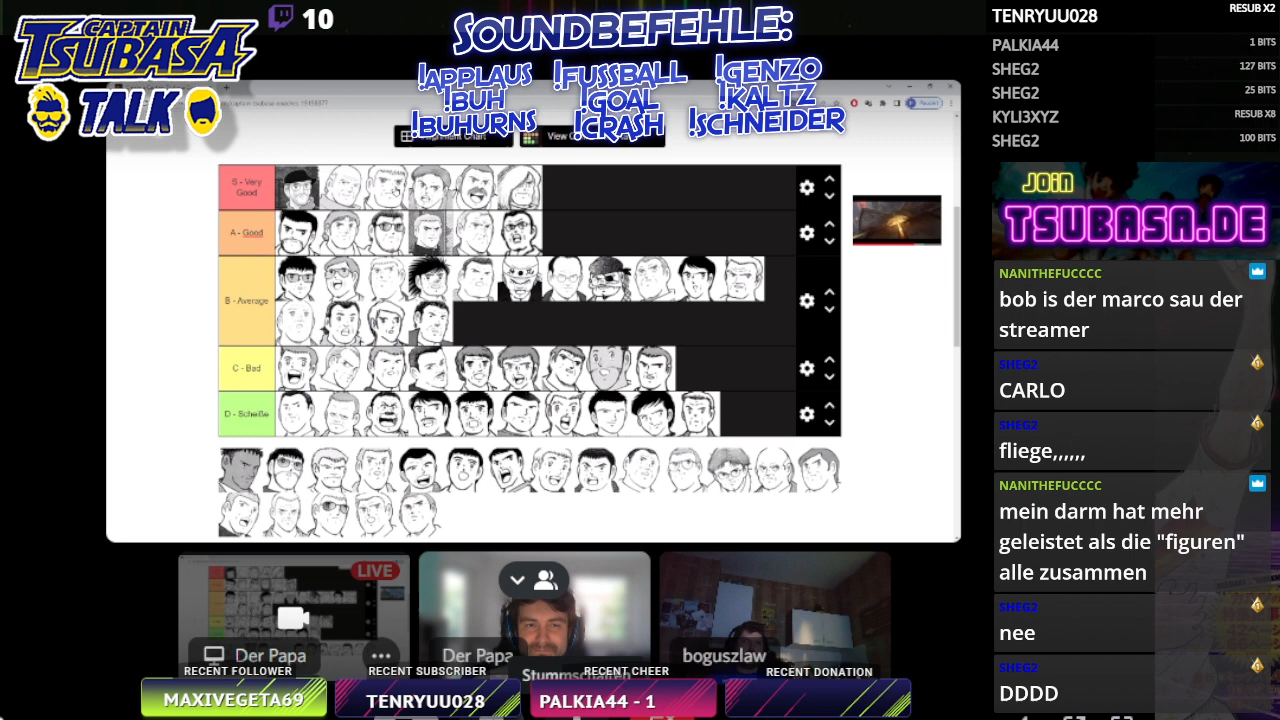 CAPTAIN
TSUBASA
TALK
10
SOUNDBEFEHLE:
!APPLAUS !FUSSBALL !GENZO
!BUH !GOAL !KALTZ
!BUHURNS !CRASH !SCHNEIDER
Chart
View
S - Very
Good
A - Good
B - Average
C - Bad
D - Scheiße
LIVE
Der Papa
Der Papa
boguszlaw
RECENT FOLLOWER
MAXIVEGETA69
RECENT SUBSCRIBER
TENRYUU028
RECENT CHEER
PALKIA44 - 1
RECENT DONATION
TENRYUU028 RESUB X2
PALKIA44 1 BITS
SHEG2 127 BITS
SHEG2 25 BITS
KYLI3XYZ RESUB X8
SHEG2 100 BITS
JOIN
TSUBASA.DE
NANITHEFUCCCC
bob is der marco sau der
streamer
SHEG2
CARLO
SHEG2
fliege,,,,,,
NANITHEFUCCCC
mein darm hat mehr
geleistet als die "figuren"
alle zusammen
SHEG2
nee
SHEG2
DDDD